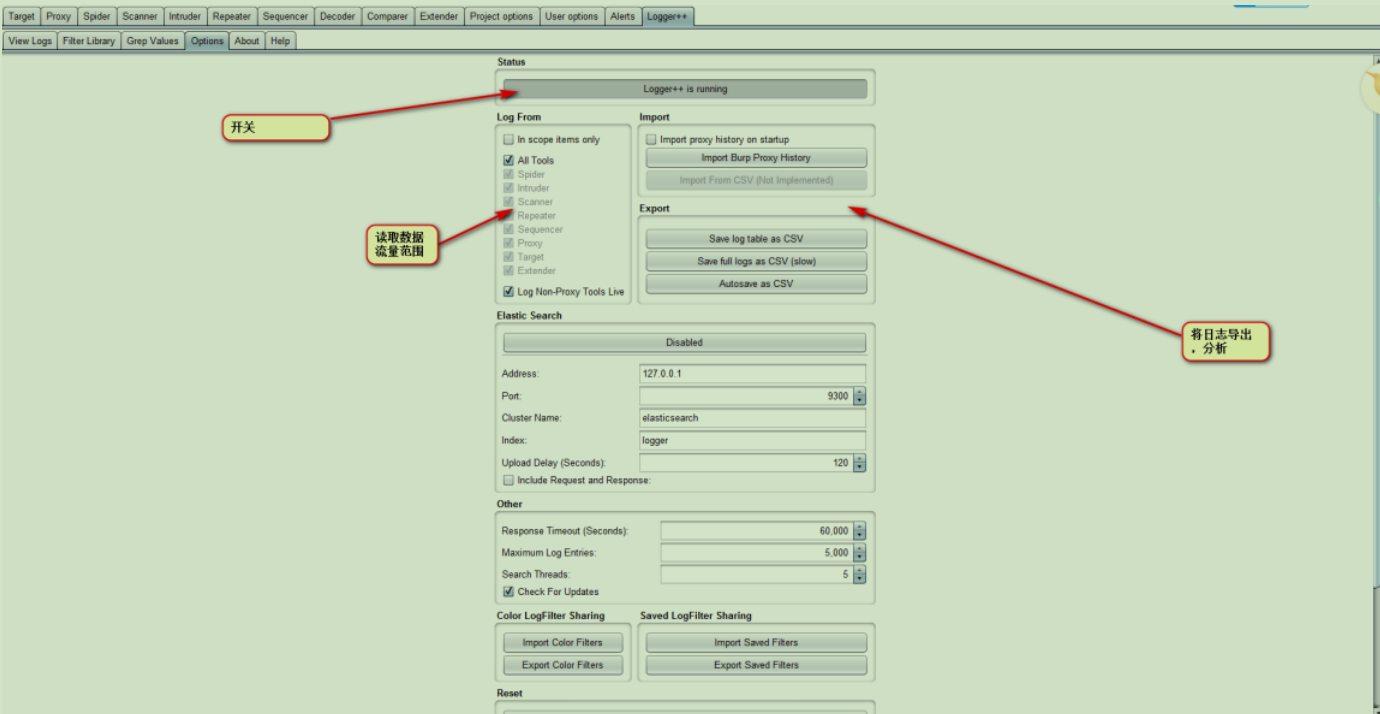 Target Proxy Spider Scanner Intruder Repeater Sequencer Decoder Comparer Extender Project options User options Alerts Logger++
View Logs Filter Library Grep Values Options About Help
Status
Logger++ is running
开关
Log From
In scope items only
All Tools
Spider
Intruder
Scanner
Repeater
Sequencer
Proxy
Target
Extender
Log Non-Proxy Tools Live
读取数据
流量范围
Import
Import proxy history on startup
Import Burp Proxy History
Import From CSV (Not Implemented)
Export
Save log table as CSV
Save full logs as CSV (slow)
Autosave as CSV
将日志导出
，分析
Elastic Search
Disabled
Address: 127.0.0.1
Port: 9300
Cluster Name: elasticsearch
Index: logger
Upload Delay (Seconds): 120
Include Request and Response:
Other
Response Timeout (Seconds): 60,000
Maximum Log Entries: 5,000
Search Threads: 5
Check For Updates
Color LogFilter Sharing
Import Color Filters
Export Color Filters
Saved LogFilter Sharing
Import Saved Filters
Export Saved Filters
Reset